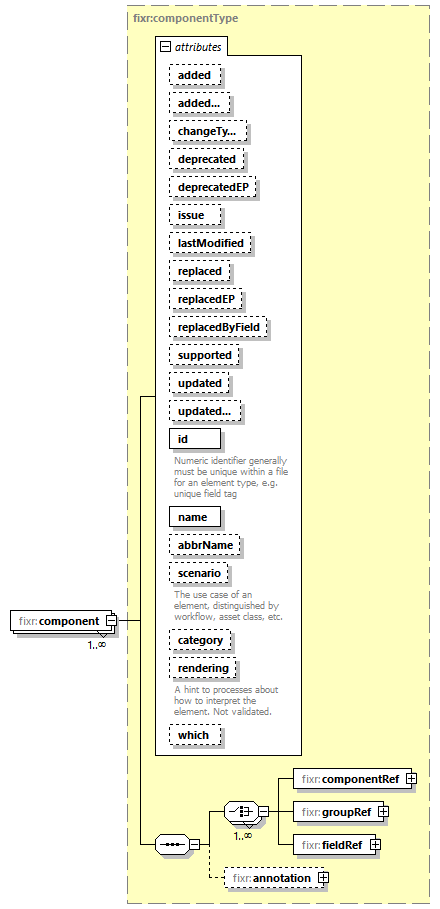 fixr:componentType
attributes
added
added...
changeTy...
deprecated
deprecatedEP
issue
lastModified
replaced
replacedEP
replacedByField
supported
updated
updated...
id
Numeric identifier generally
must be unique within a file
for an element type, e.g.
unique field tag
name
abbrName
scenario
The use case of an
element, distinguished by
workflow, asset class, etc.
fixr:component
1..∞
category
rendering
A hint to processes about
how to interpret the
element. Not validated.
which
fixr:componentRef
fixr:groupRef
1..∞
fixr:fieldRef
fixr:annotation